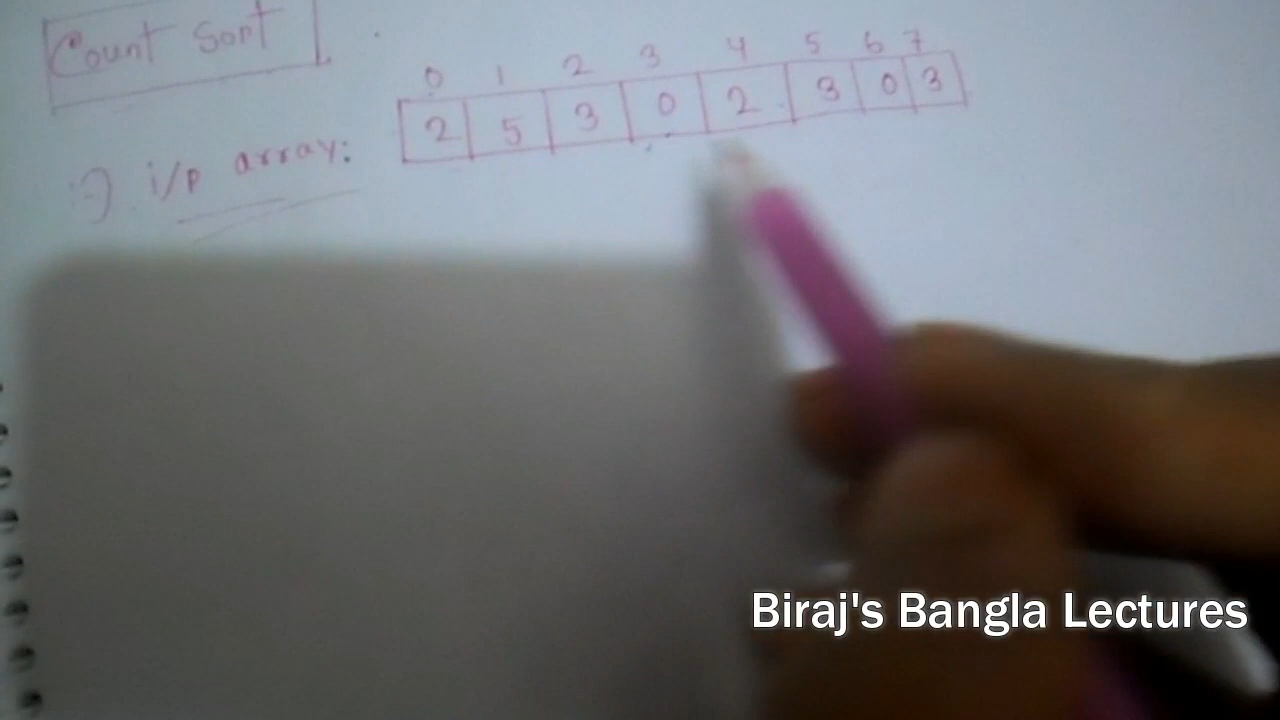 Count Sort
0 1 2 3 4 5 6 7
2 5 3 0 2 3 0 3
:-) i/p array:
Biraj's Bangla Lectures